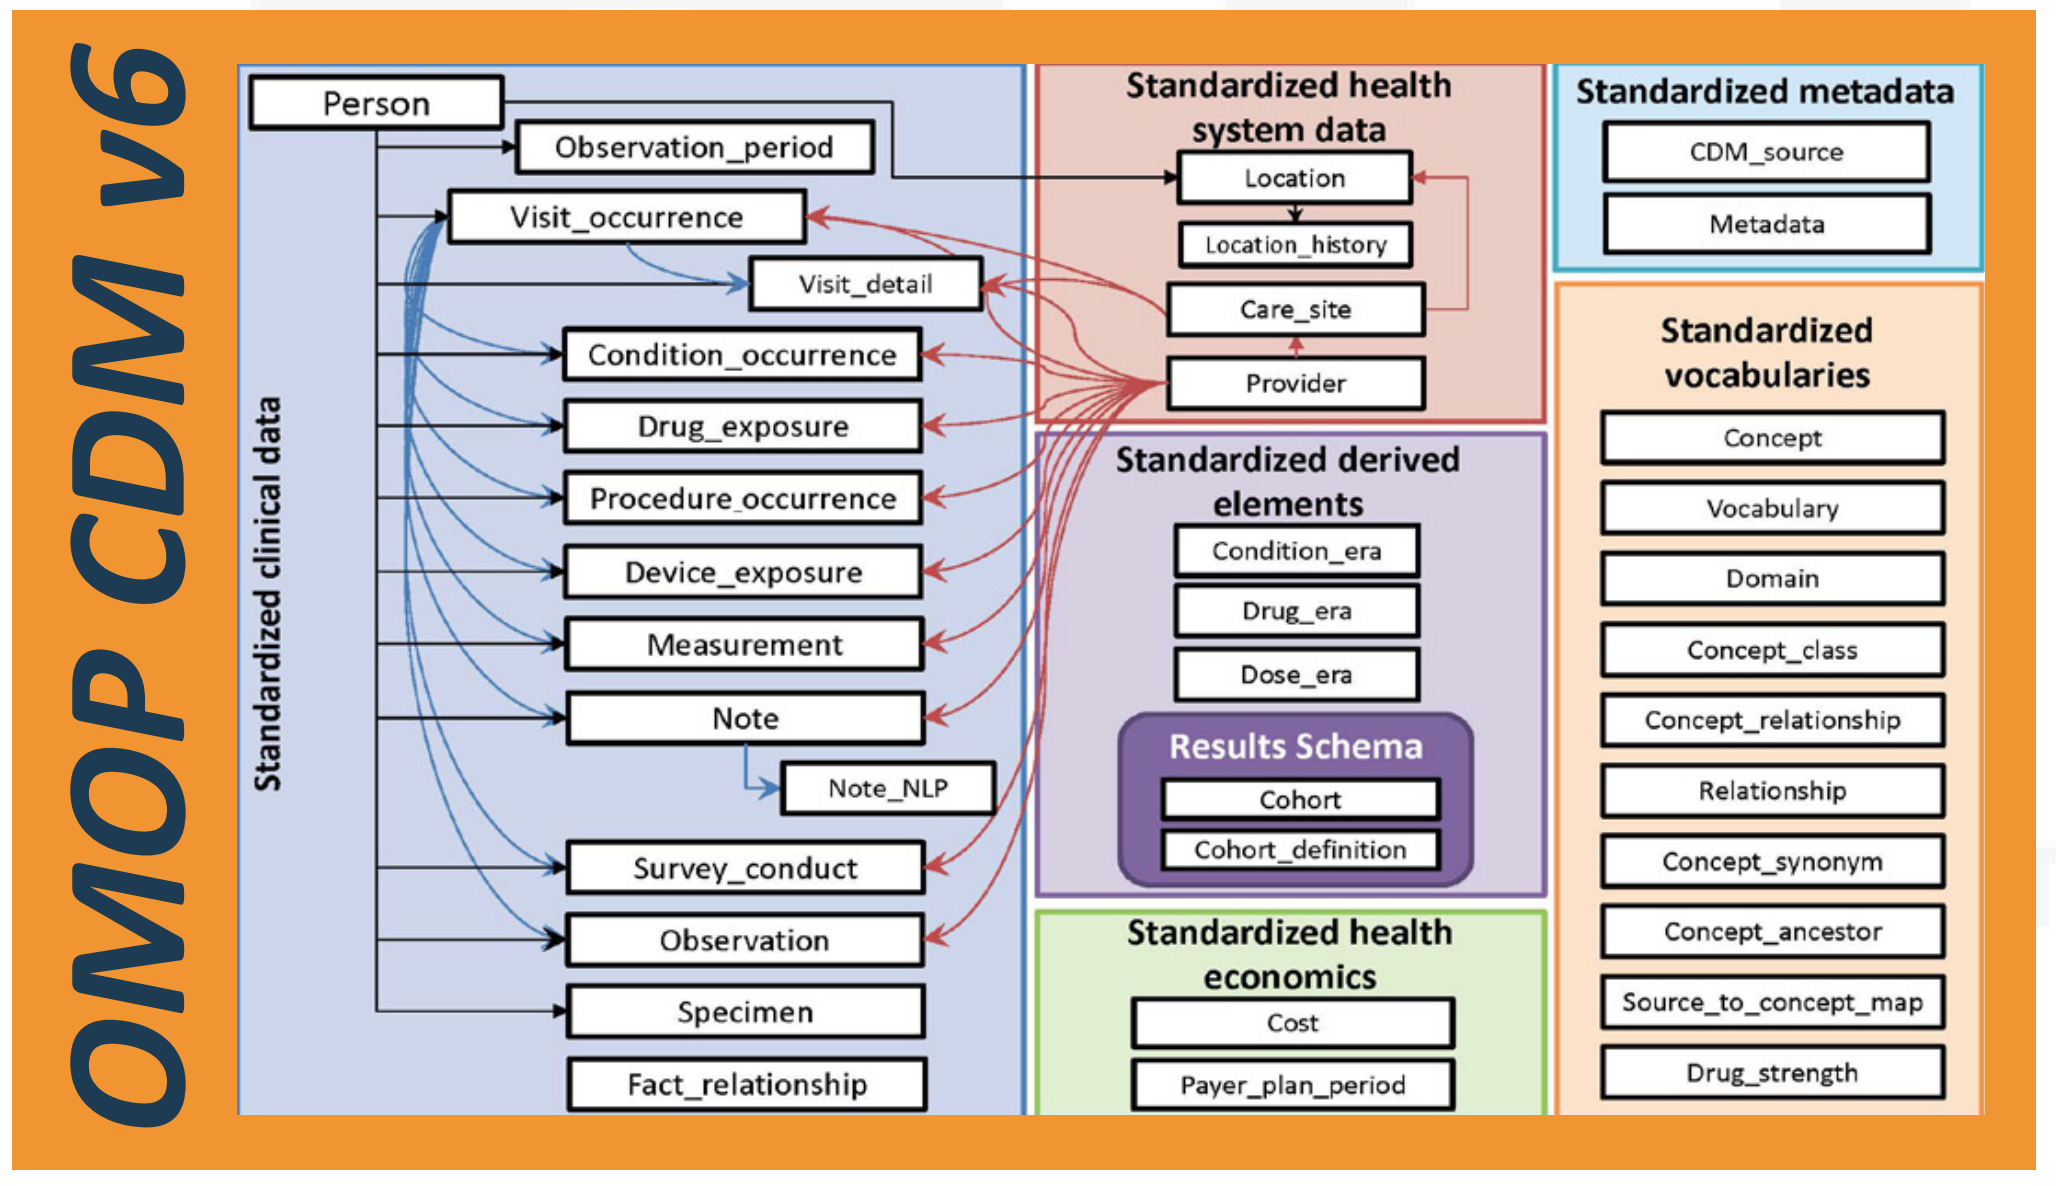 OMOP CDM v6
Standardized clinical data
Person
Observation_period
Visit_occurrence
Visit_detail
Condition_occurrence
Drug_exposure
Procedure_occurrence
Device_exposure
Measurement
Note
Note_NLP
Survey_conduct
Observation
Specimen
Fact_relationship
Standardized health
system data
Location
Location_history
Care_site
Provider
Standardized derived
elements
Condition_era
Drug_era
Dose_era
Results Schema
Cohort
Cohort_definition
Standardized health
economics
Cost
Payer_plan_period
Standardized metadata
CDM_source
Metadata
Standardized
vocabularies
Concept
Vocabulary
Domain
Concept_class
Concept_relationship
Relationship
Concept_synonym
Concept_ancestor
Source_to_concept_map
Drug_strength